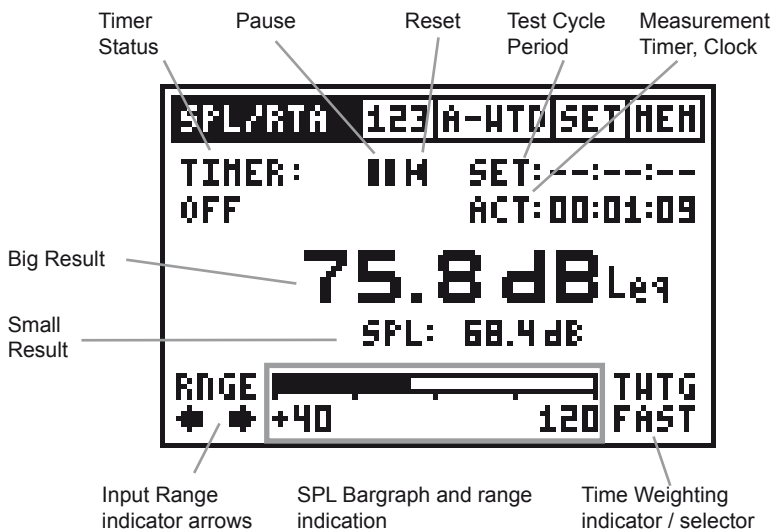 Timer Status
Pause
Reset
Test Cycle Period
Measurement Timer, Clock
SPL/RTA 123 A-WTD SET MEM
TIMER: SET:--:--:--
OFF ACT:00:01:09
Big Result
75.8 dB Leq
Small Result
SPL: 68.4 dB
RNGE TWTG
+40 120 FAST
Input Range indicator arrows
SPL Bargraph and range indication
Time Weighting indicator / selector